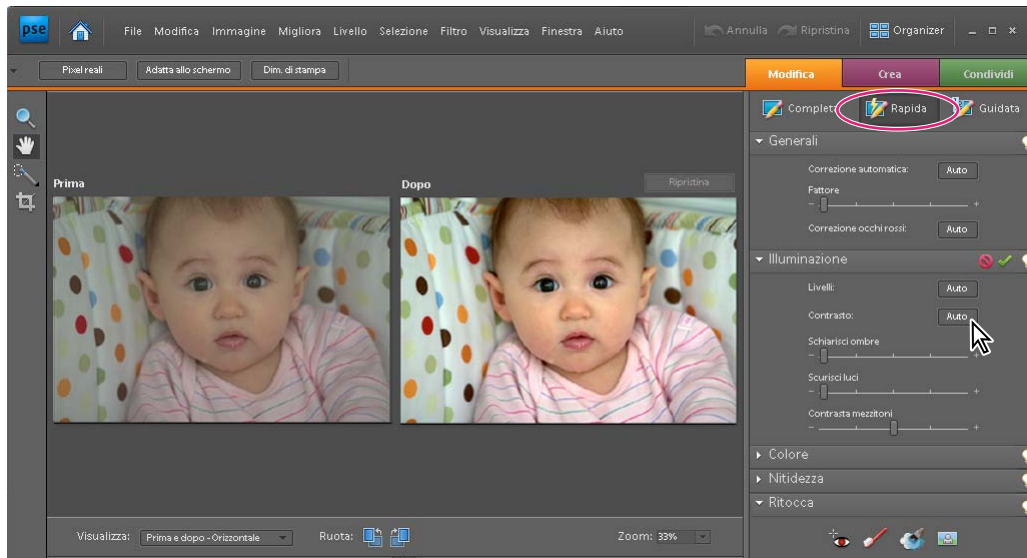 pse File Modifica Immagine Migliora Livello Selezione Filtro Visualizza Finestra Aiuto Annulla Ripristina Organizer
Pixel reali Adatta allo schermo Dim. di stampa
Modifica Crea Condividi
Complet Rapida Guidata
Generali
Correzione automatica: Auto
Fattore
- +
Correzione occhi rossi: Auto
Illuminazione
Livelli: Auto
Contrasto: Auto
Schiarisci ombre
- +
Scurisci luci
- +
Contrasta mezzitoni
- +
Colore
Nitidezza
Ritocca
Prima Dopo Ripristina
Visualizza: Prima e dopo - Orizzontale Ruota: Zoom: 33%